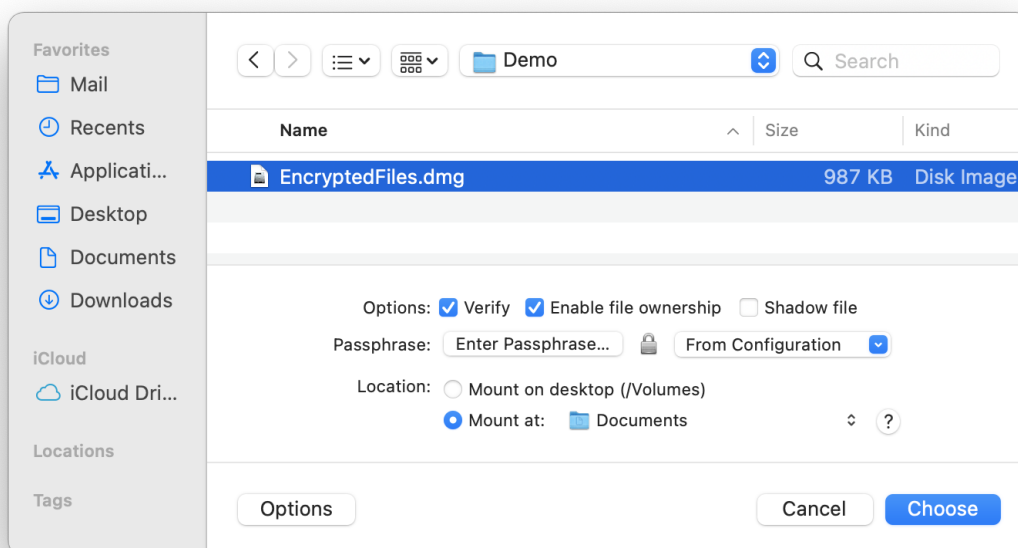 Favorites
Mail
Recents
Applicati...
Desktop
Documents
Downloads
iCloud
iCloud Dri...
Locations
Tags
Demo
Search
Name Size Kind
EncryptedFiles.dmg 987 KB Disk Image
Options: Verify Enable file ownership Shadow file
Passphrase: Enter Passphrase... From Configuration
Location: Mount on desktop (/Volumes)
Mount at: Documents ?
Options Cancel Choose